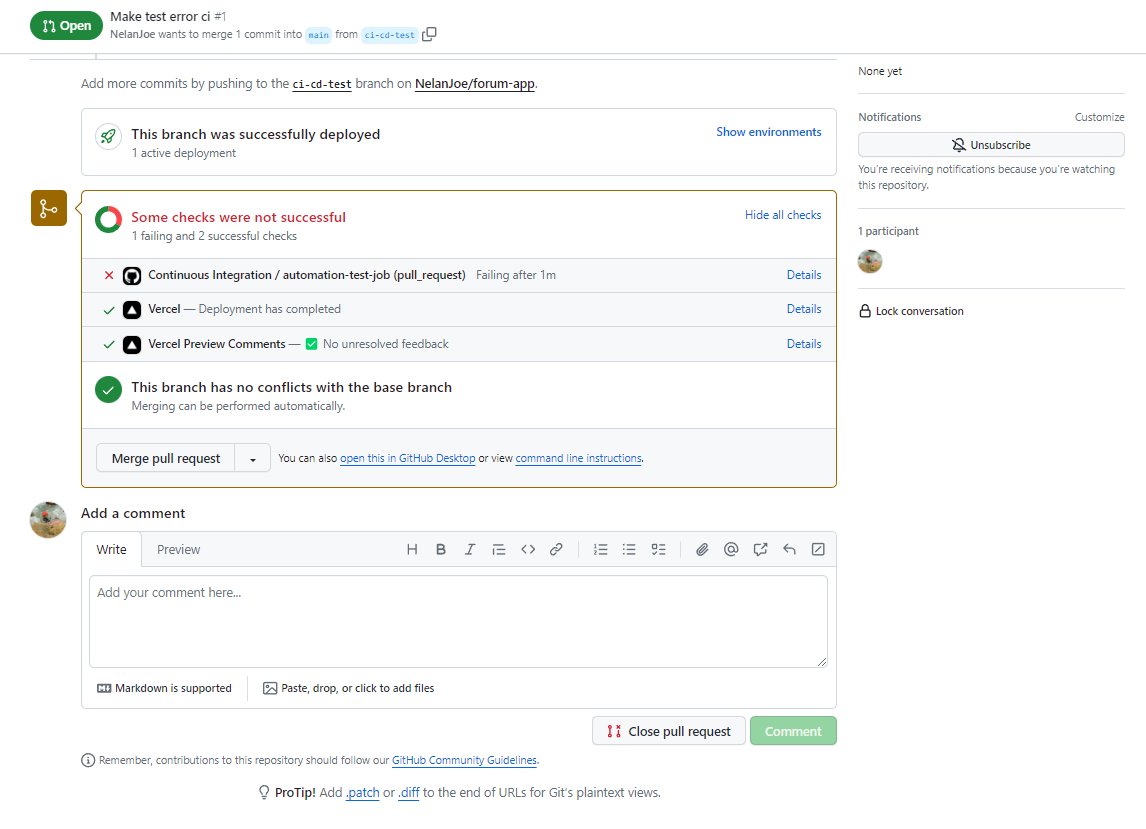 Open
Make test error ci #1
NelanJoe wants to merge 1 commit into main from ci-cd-test
Add more commits by pushing to the ci-cd-test branch on NelanJoe/forum-app.
This branch was successfully deployed
1 active deployment
Show environments
Some checks were not successful
1 failing and 2 successful checks
Hide all checks
Continuous Integration / automation-test-job (pull_request) Failing after 1m
Details
Vercel — Deployment has completed
Details
Vercel Preview Comments — ✅ No unresolved feedback
Details
This branch has no conflicts with the base branch
Merging can be performed automatically.
Merge pull request
You can also open this in GitHub Desktop or view command line instructions.
Add a comment
Write
Preview
Add your comment here...
Markdown is supported
Paste, drop, or click to add files
Close pull request
Comment
Remember, contributions to this repository should follow our GitHub Community Guidelines.
ProTip! Add .patch or .diff to the end of URLs for Git's plaintext views.
None yet
Notifications
Customize
Unsubscribe
You're receiving notifications because you're watching
this repository.
1 participant
Lock conversation